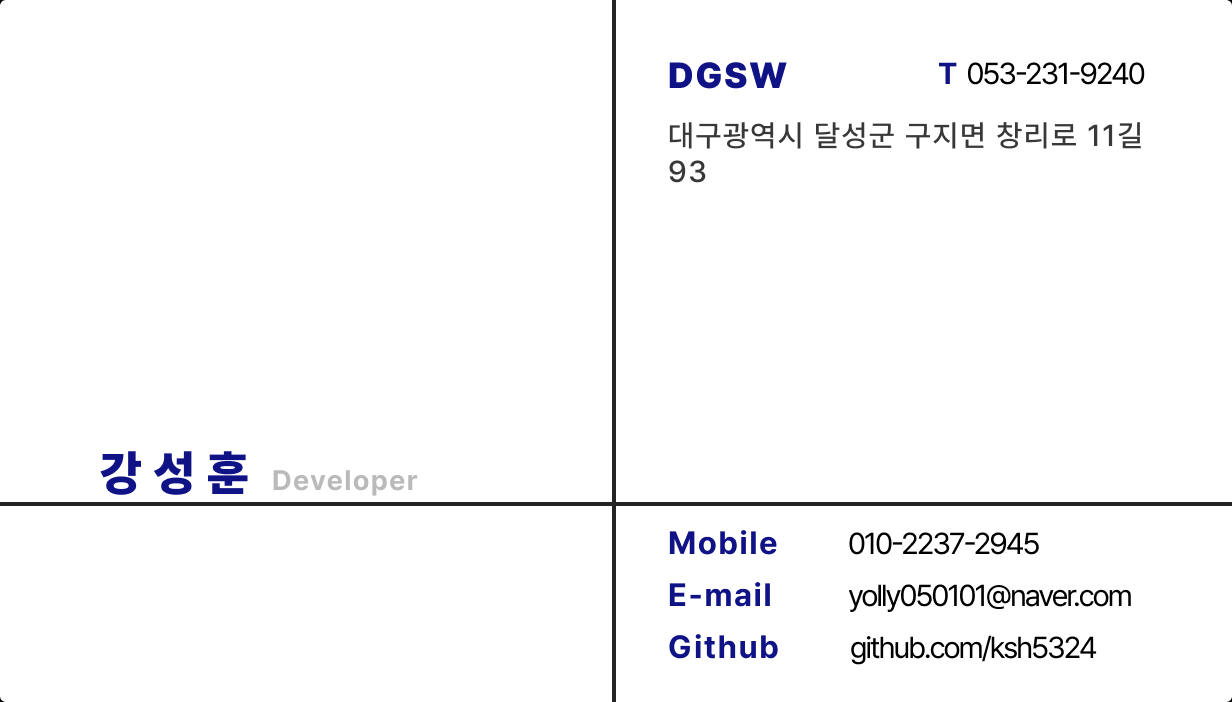 DGSW T 053-231-9240
대구광역시 달성군 구지면 창리로 11길
93
강성훈 Developer
Mobile 010-2237-2945
E-mail yolly050101@naver.com
Github github.com/ksh5324